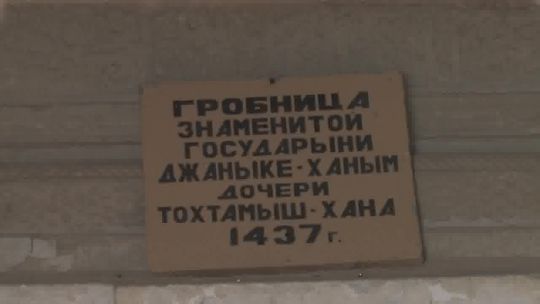 ГРОБНИЦА
ЗНАМЕНИТОЙ
ГОСУДАРЫНИ
ДЖАНЫКЕ-ХАНЫМ
ДОЧЕРИ
ТОХТАМЫШ-ХАНА
1437 г.